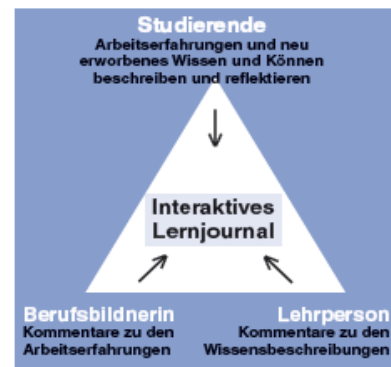 Studierende
Arbeitserfahrungen und neu
erworbenes Wissen und Können
beschreiben und reflektieren
Interaktives
Lernjournal
Berufsbildnerin
Kommentare zu den
Arbeitserfahrungen
Lehrperson
Kommentare zu den
Wissensbeschreibungen